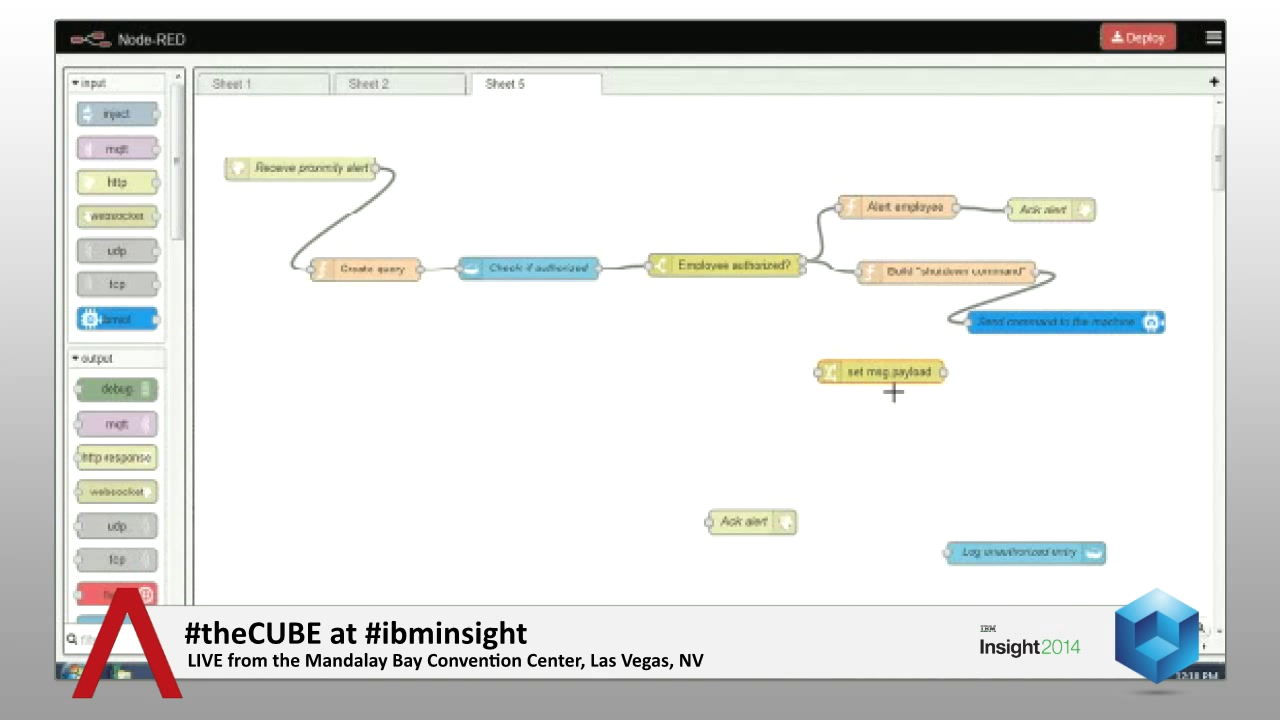 Node-RED
Deploy
Sheet 1
Sheet 2
Sheet 5
+
input
inject
mqtt
http
websocket
udp
tcp
output
debug
mqtt
http response
websocket
udp
tcp
Receive proximity alert
Create query
Check if authorized
Employee authorized?
Alert employee
Ack alert
Build "shutdown command"
Send command to the machine
set msg.payload
Ack alert
Log unauthorized entry
#theCUBE at #ibminsight
LIVE from the Mandalay Bay Convention Center, Las Vegas, NV
IBM
Insight2014
12:18 PM